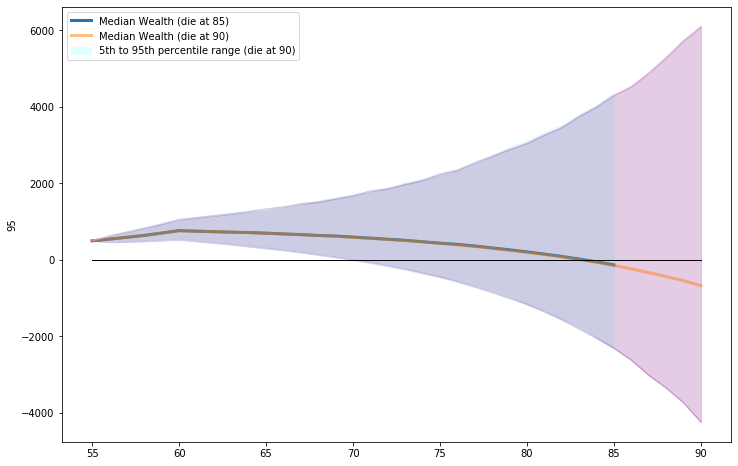 Median Wealth (die at 85)
Median Wealth (die at 90)
5th to 95th percentile range (die at 90)
6000
4000
2000
0
−2000
−4000
95
55 60 65 70 75 80 85 90